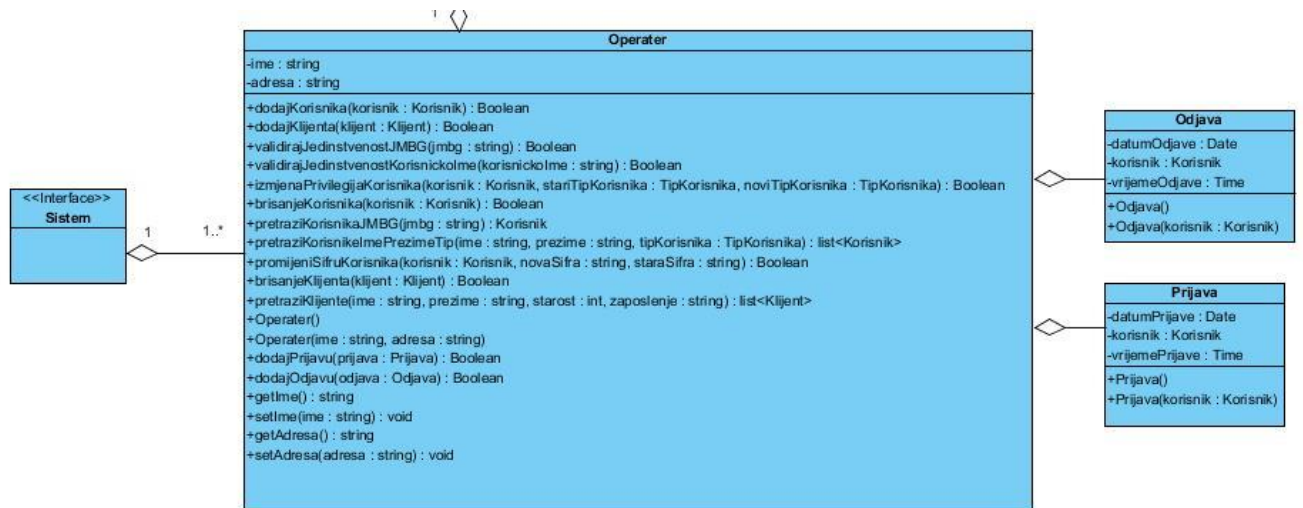 1
Operater
-ime : string
-adresa : string
+dodajKorisnika(korisnik : Korisnik) : Boolean
+dodajKlijenta(klijent : Klijent) : Boolean
+validirajJedinstvenostJMBG(jmbg : string) : Boolean
+validirajJedinstvenostKorisnickoIme(korisnickoIme : string) : Boolean
+izmjenaPrivilegijaKorisnika(korisnik : Korisnik, stariTipKorisnika : TipKorisnika, noviTipKorisnika : TipKorisnika) : Boolean
+brisanjeKorisnika(korisnik : Korisnik) : Boolean
+pretraziKorisnikaJMBG(jmbg : string) : Korisnik
+pretraziKorisnikeImePrezimeTip(ime : string, prezime : string, tipKorisnika : TipKorisnika) : list<Korisnik>
+promijeniSifruKorisnika(korisnik : Korisnik, novaSifra : string, staraSifra : string) : Boolean
+brisanjeKlijenta(klijent : Klijent) : Boolean
+pretraziKlijente(ime : string, prezime : string, starost : int, zaposlenje : string) : list<Klijent>
+Operater()
+Operater(ime : string, adresa : string)
+dodajPrijavu(prijava : Prijava) : Boolean
+dodajOdjavu(odjava : Odjava) : Boolean
+getIme() : string
+setIme(ime : string) : void
+getAdresa() : string
+setAdresa(adresa : string) : void
<<Interface>>
Sistem
1
1..*
Odjava
-datumOdjave : Date
-korisnik : Korisnik
-vrijemeOdjave : Time
+Odjava()
+Odjava(korisnik : Korisnik)
Prijava
-datumPrijave : Date
-korisnik : Korisnik
-vrijemePrijave : Time
+Prijava()
+Prijava(korisnik : Korisnik)